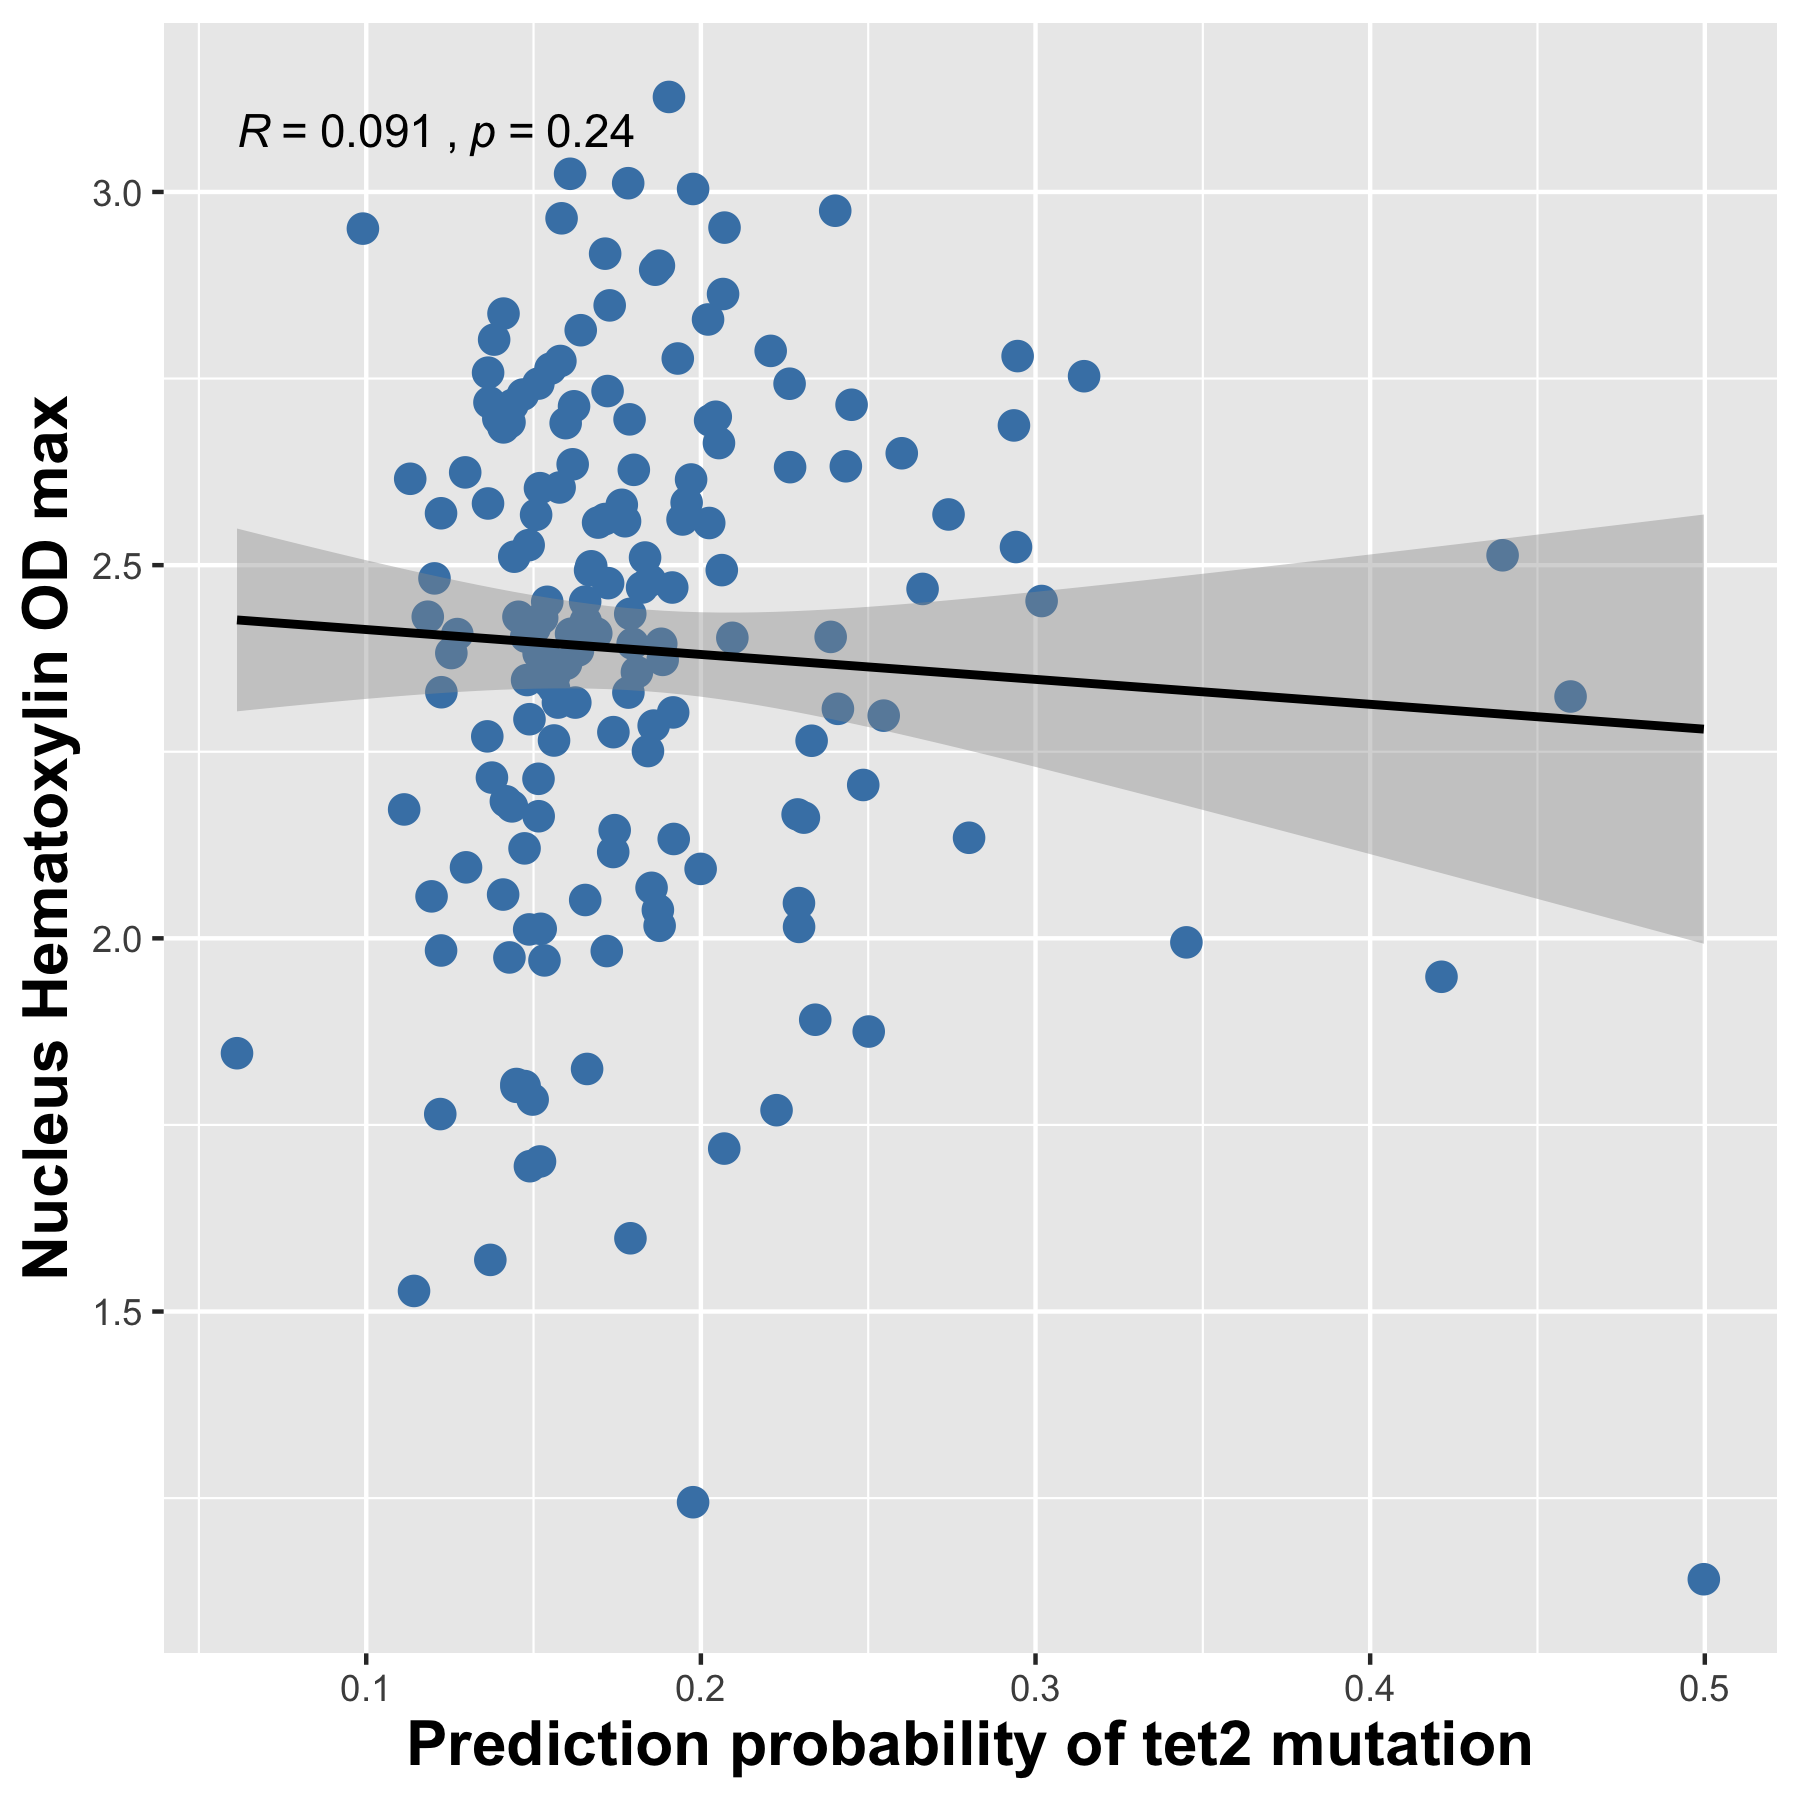 R = 0.091 , p = 0.24
3.0
2.5
2.0
1.5
Nucleus Hematoxylin OD max
0.1 0.2 0.3 0.4 0.5
Prediction probability of tet2 mutation